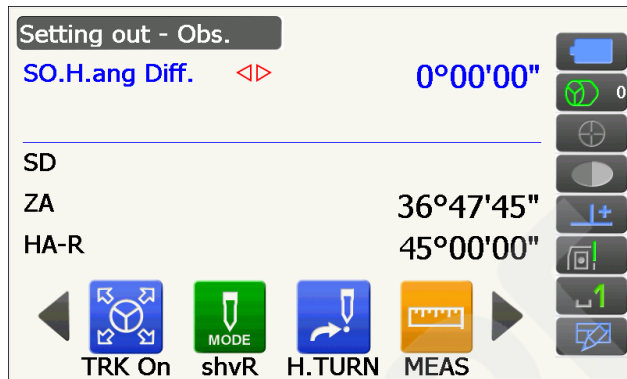 Setting out - Obs.
SO.H.ang Diff. 0°00'00"
0
SD
ZA 36°47'45"
HA-R 45°00'00"
1
MODE
TRK On shvR H.TURN MEAS